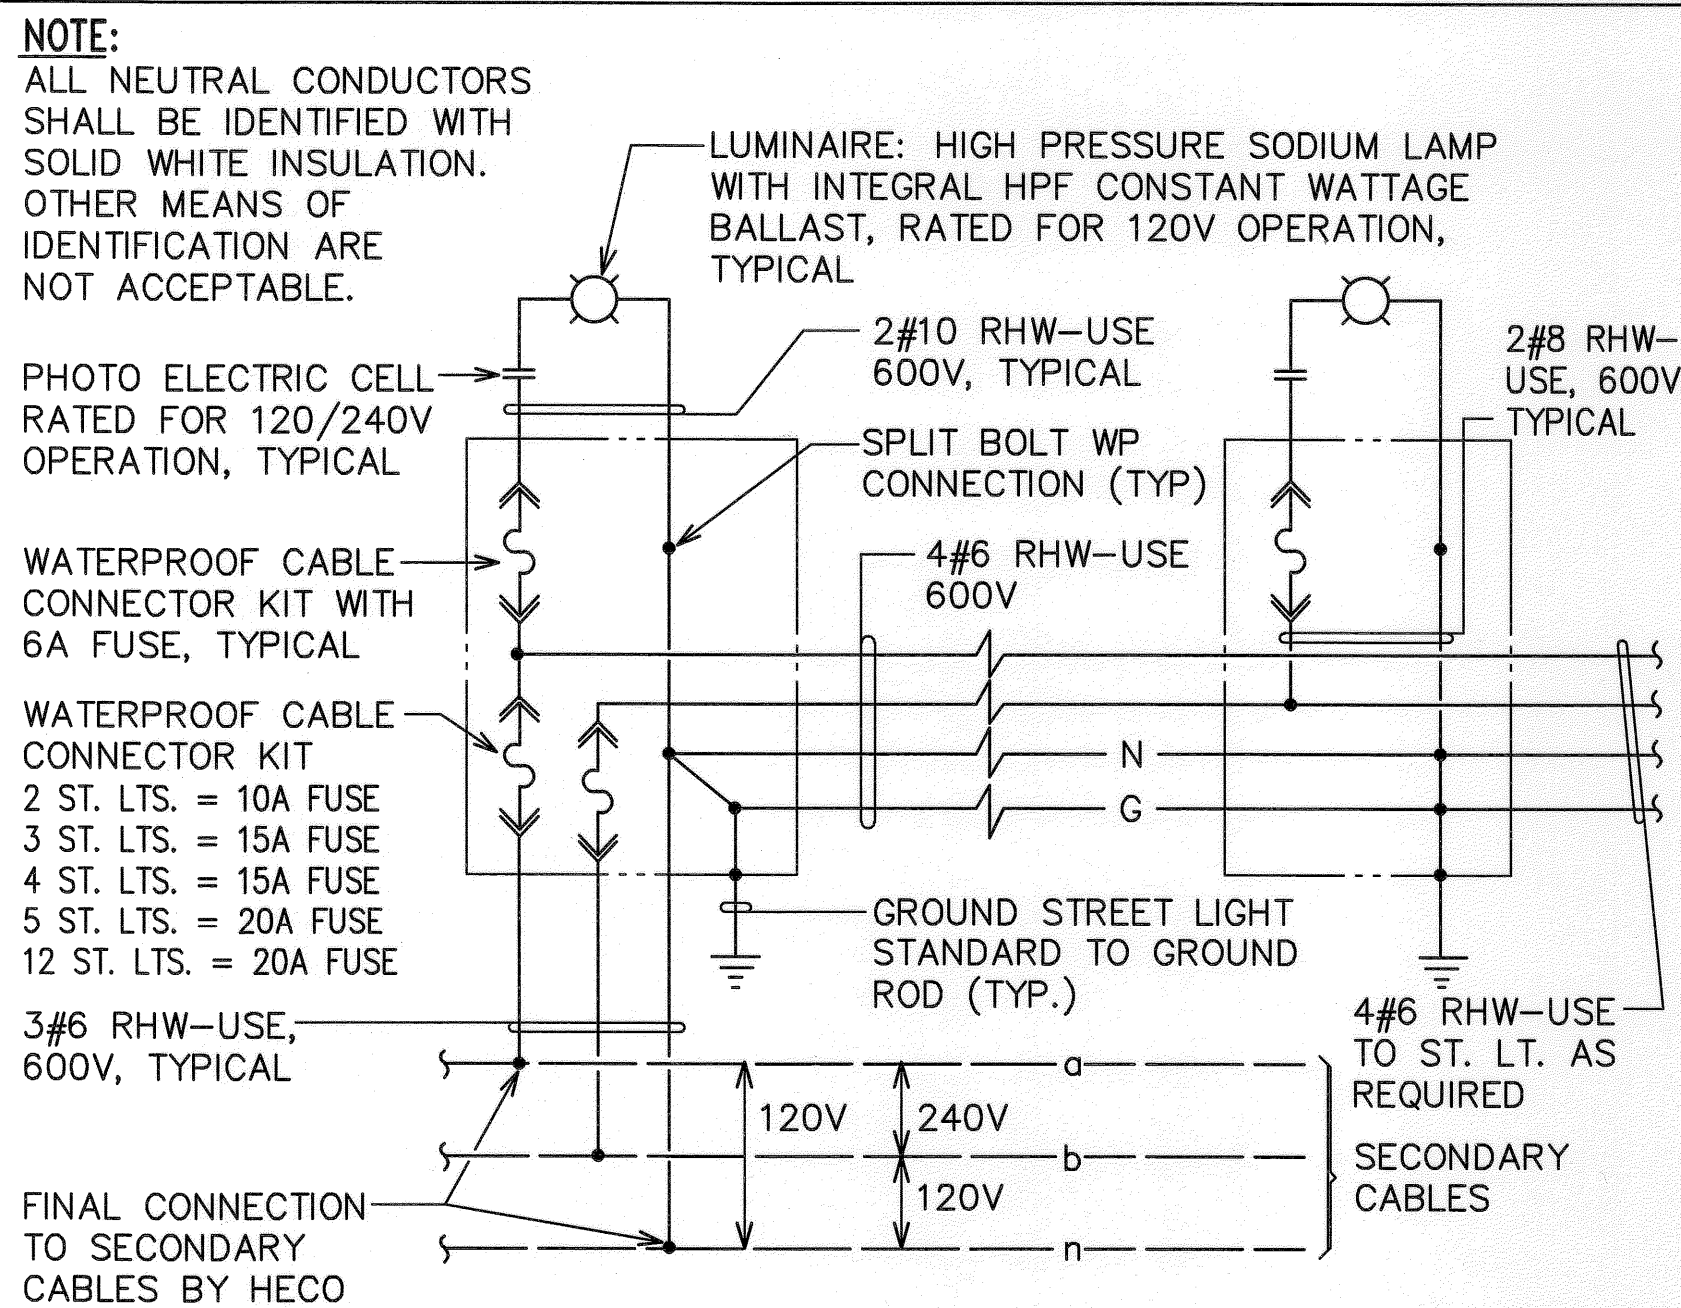 NOTE:
ALL NEUTRAL CONDUCTORS
SHALL BE IDENTIFIED WITH
SOLID WHITE INSULATION.
OTHER MEANS OF
IDENTIFICATION ARE
NOT ACCEPTABLE.
LUMINAIRE: HIGH PRESSURE SODIUM LAMP
WITH INTEGRAL HPF CONSTANT WATTAGE
BALLAST, RATED FOR 120V OPERATION,
TYPICAL
2#10 RHW-USE
600V, TYPICAL
2#8 RHW-
USE, 600V
TYPICAL
PHOTO ELECTRIC CELL
RATED FOR 120/240V
OPERATION, TYPICAL
SPLIT BOLT WP
CONNECTION (TYP)
WATERPROOF CABLE
CONNECTOR KIT WITH
6A FUSE, TYPICAL
4#6 RHW-USE
600V
WATERPROOF CABLE
CONNECTOR KIT
2 ST. LTS. = 10A FUSE
3 ST. LTS. = 15A FUSE
4 ST. LTS. = 15A FUSE
5 ST. LTS. = 20A FUSE
12 ST. LTS. = 20A FUSE
N
G
GROUND STREET LIGHT
STANDARD TO GROUND
ROD (TYP.)
3#6 RHW-USE,
600V, TYPICAL
4#6 RHW-USE
TO ST. LT. AS
REQUIRED
a
120V
240V
b
120V
n
SECONDARY
CABLES
FINAL CONNECTION
TO SECONDARY
CABLES BY HECO